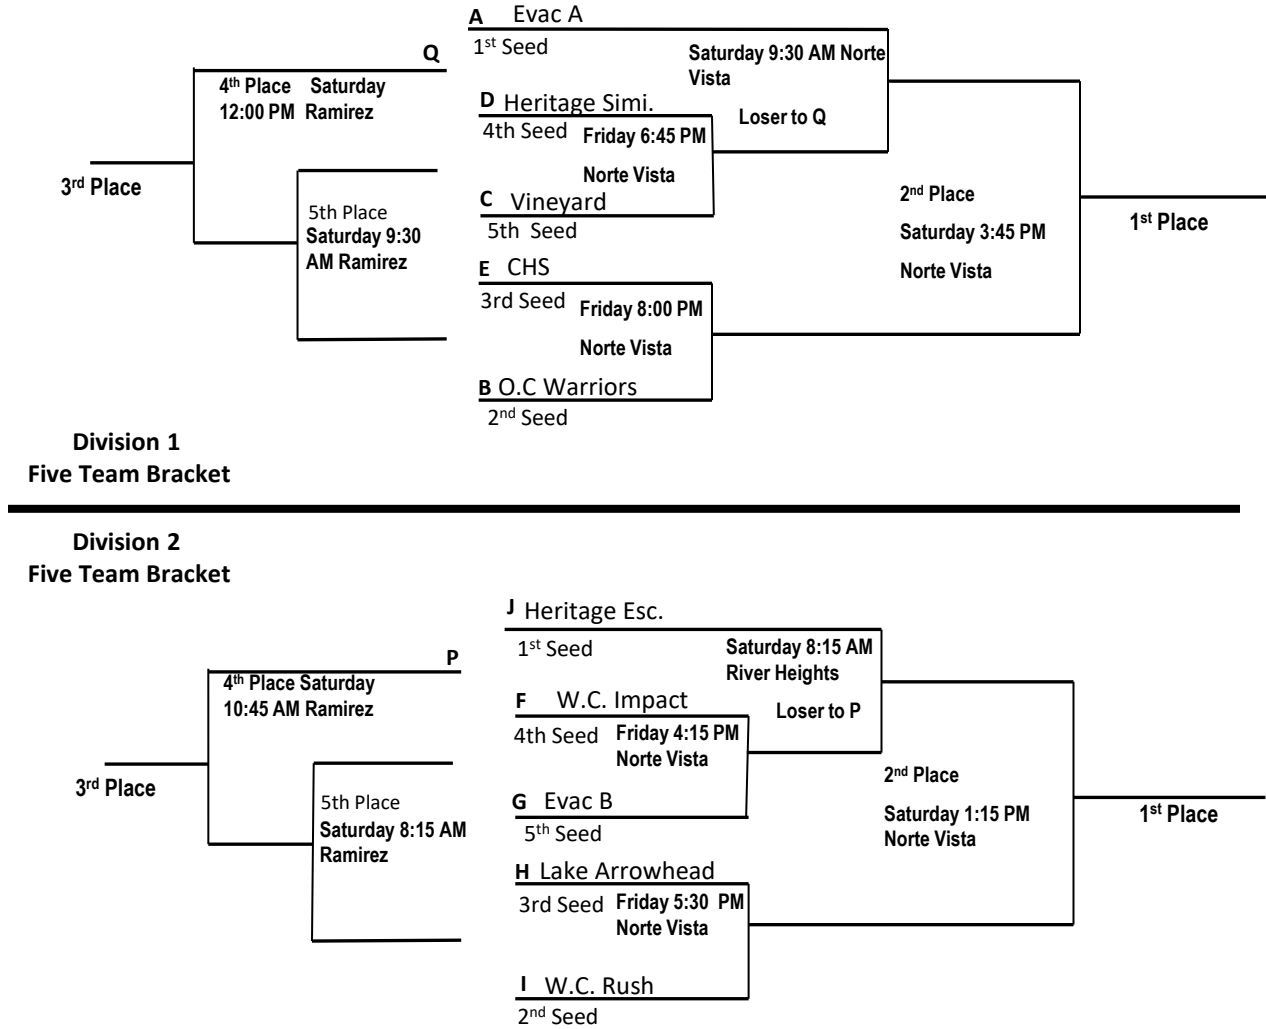 A Evac A
1st Seed
Q
Saturday 9:30 AM Norte
Vista
Loser to Q
4th Place Saturday
12:00 PM Ramirez
D Heritage Simi.
4th Seed
Friday 6:45 PM
Norte Vista
3rd Place
C Vineyard
5th Seed
5th Place
Saturday 9:30
AM Ramirez
2nd Place
Saturday 3:45 PM
Norte Vista
1st Place
E CHS
3rd Seed
Friday 8:00 PM
Norte Vista
B O.C Warriors
2nd Seed
Division 1
Five Team Bracket
Division 2
Five Team Bracket
J Heritage Esc.
1st Seed
P
Saturday 8:15 AM
River Heights
Loser to P
4th Place Saturday
10:45 AM Ramirez
F W.C. Impact
4th Seed
Friday 4:15 PM
Norte Vista
3rd Place
G Evac B
5th Seed
5th Place
Saturday 8:15 AM
Ramirez
2nd Place
Saturday 1:15 PM
Norte Vista
1st Place
H Lake Arrowhead
3rd Seed
Friday 5:30 PM
Norte Vista
I W.C. Rush
2nd Seed